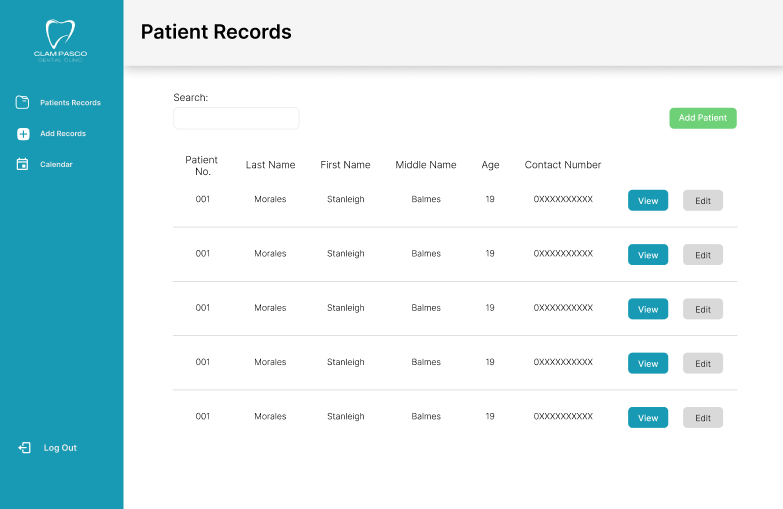 CLAM PASCO
DENTAL CLINIC
Patients Records
Add Records
Calendar
Log Out
Patient Records
Search:
Add Patient
Patient No. Last Name First Name Middle Name Age Contact Number
001 Morales Stanleigh Balmes 19 0XXXXXXXXXX View Edit
001 Morales Stanleigh Balmes 19 0XXXXXXXXXX View Edit
001 Morales Stanleigh Balmes 19 0XXXXXXXXXX View Edit
001 Morales Stanleigh Balmes 19 0XXXXXXXXXX View Edit
001 Morales Stanleigh Balmes 19 0XXXXXXXXXX View Edit